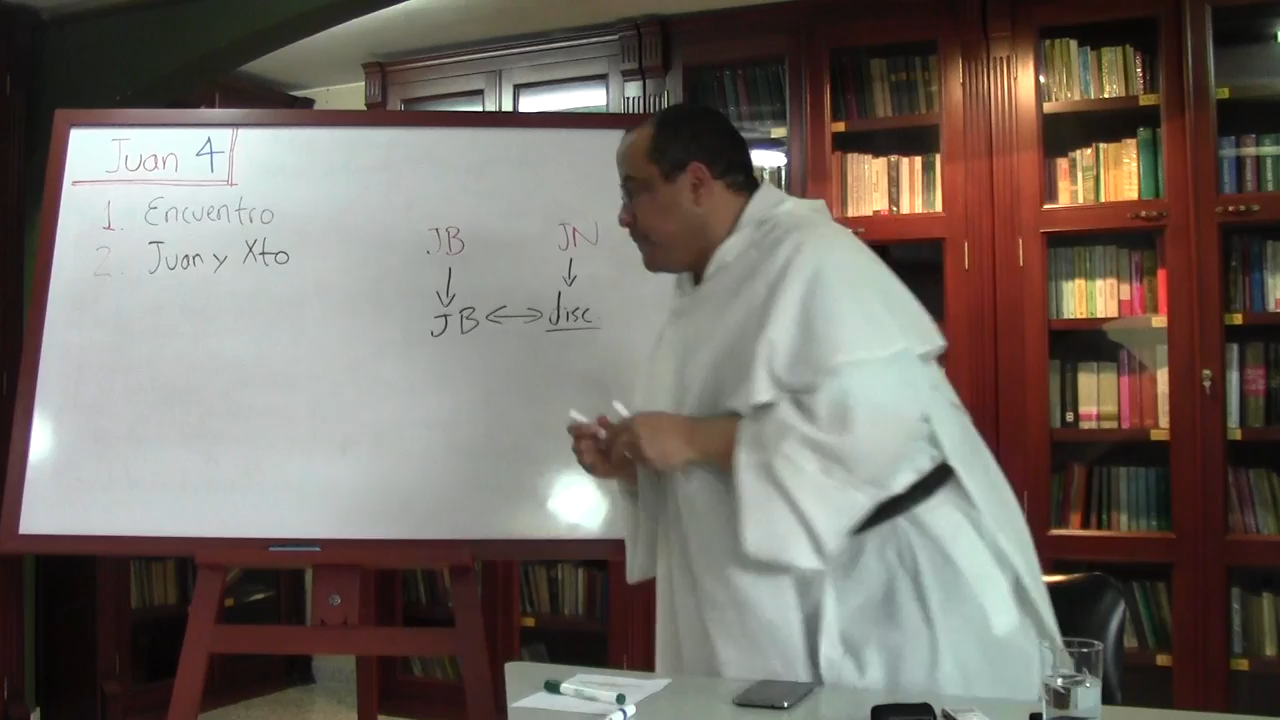 Juan 4
1. Encuentro
2. Juan y Xto
JB JN
JB disc.